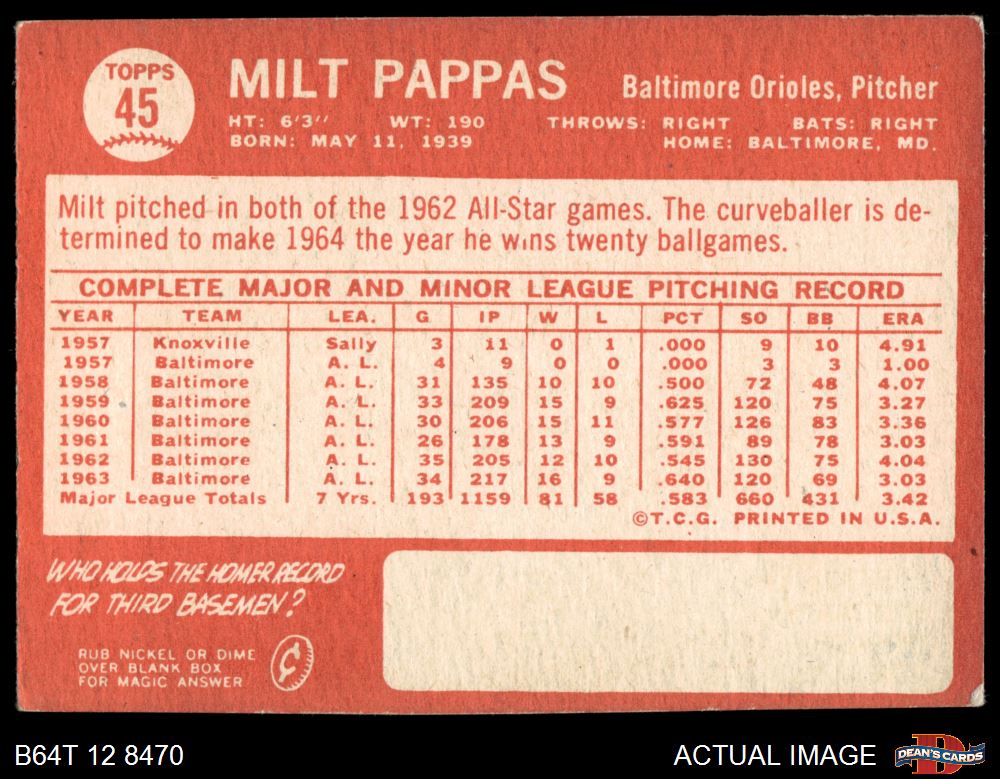 TOPPS
45
MILT PAPPAS
Baltimore Orioles, Pitcher
HT: 6'3" WT: 190 THROWS: RIGHT BATS: RIGHT
BORN: MAY 11, 1939 HOME: BALTIMORE, MD.
Milt pitched in both of the 1962 All-Star games. The curveballer is de-
termined to make 1964 the year he wins twenty ballgames.
COMPLETE MAJOR AND MINOR LEAGUE PITCHING RECORD
YEAR TEAM LEA. G IP W L PCT SO BB ERA
1957 Knoxville Sally 3 11 0 1 .000 9 10 4.91
1957 Baltimore A. L. 4 9 0 0 .000 3 3 1.00
1958 Baltimore A. L. 31 135 10 10 .500 72 48 4.07
1959 Baltimore A. L. 33 209 15 9 .625 120 75 3.27
1960 Baltimore A. L. 30 206 15 11 .577 126 83 3.36
1961 Baltimore A. L. 26 178 13 9 .591 89 78 3.03
1962 Baltimore A. L. 35 205 12 10 .545 130 75 4.04
1963 Baltimore A. L. 34 217 16 9 .640 120 69 3.03
Major League Totals 7 Yrs. 193 1159 81 58 .583 660 431 3.42
©T.C.G. PRINTED IN U.S.A.
WHO HOLDS THE HOMER RECORD
FOR THIRD BASEMEN?
RUB NICKEL OR DIME
OVER BLANK BOX
FOR MAGIC ANSWER
¢
B64T 12 8470
ACTUAL IMAGE
D
DEAN'S CARDS